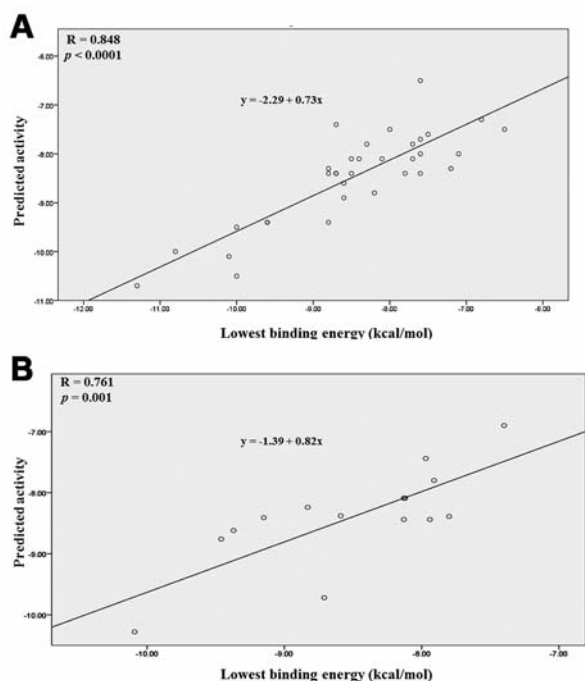 A
R = 0.848
p < 0.0001
y = -2.29 + 0.73x
Predicted activity
-6.00
-7.00
-8.00
-9.00
-10.00
-11.00
-12.00 -11.00 -10.00 -9.00 -8.00 -7.00 -6.00
Lowest binding energy (kcal/mol)
B
R = 0.761
p = 0.001
y = -1.39 + 0.82x
Predicted activity
-7.00
-8.00
-9.00
-10.00
-10.00 -9.00 -8.00 -7.00
Lowest binding energy (kcal/mol)